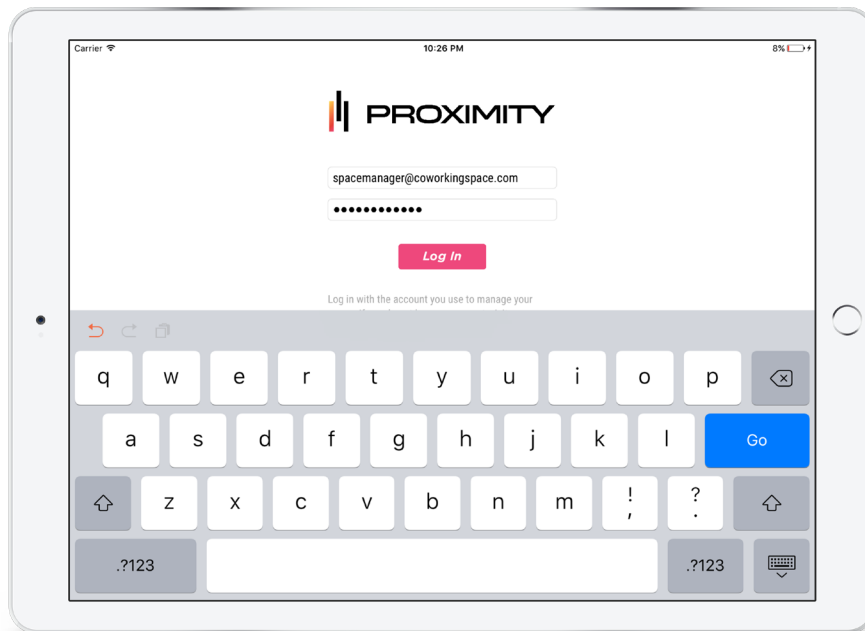 Carrier 10:26 PM 8%
PROXIMITY
spacemanager@coworkingspace.com
••••••••••••
Log In
Log in with the account you use to manage your
q w e r t y u i o p
a s d f g h j k l Go
z x c v b n m ! , ? .
.?123 .?123